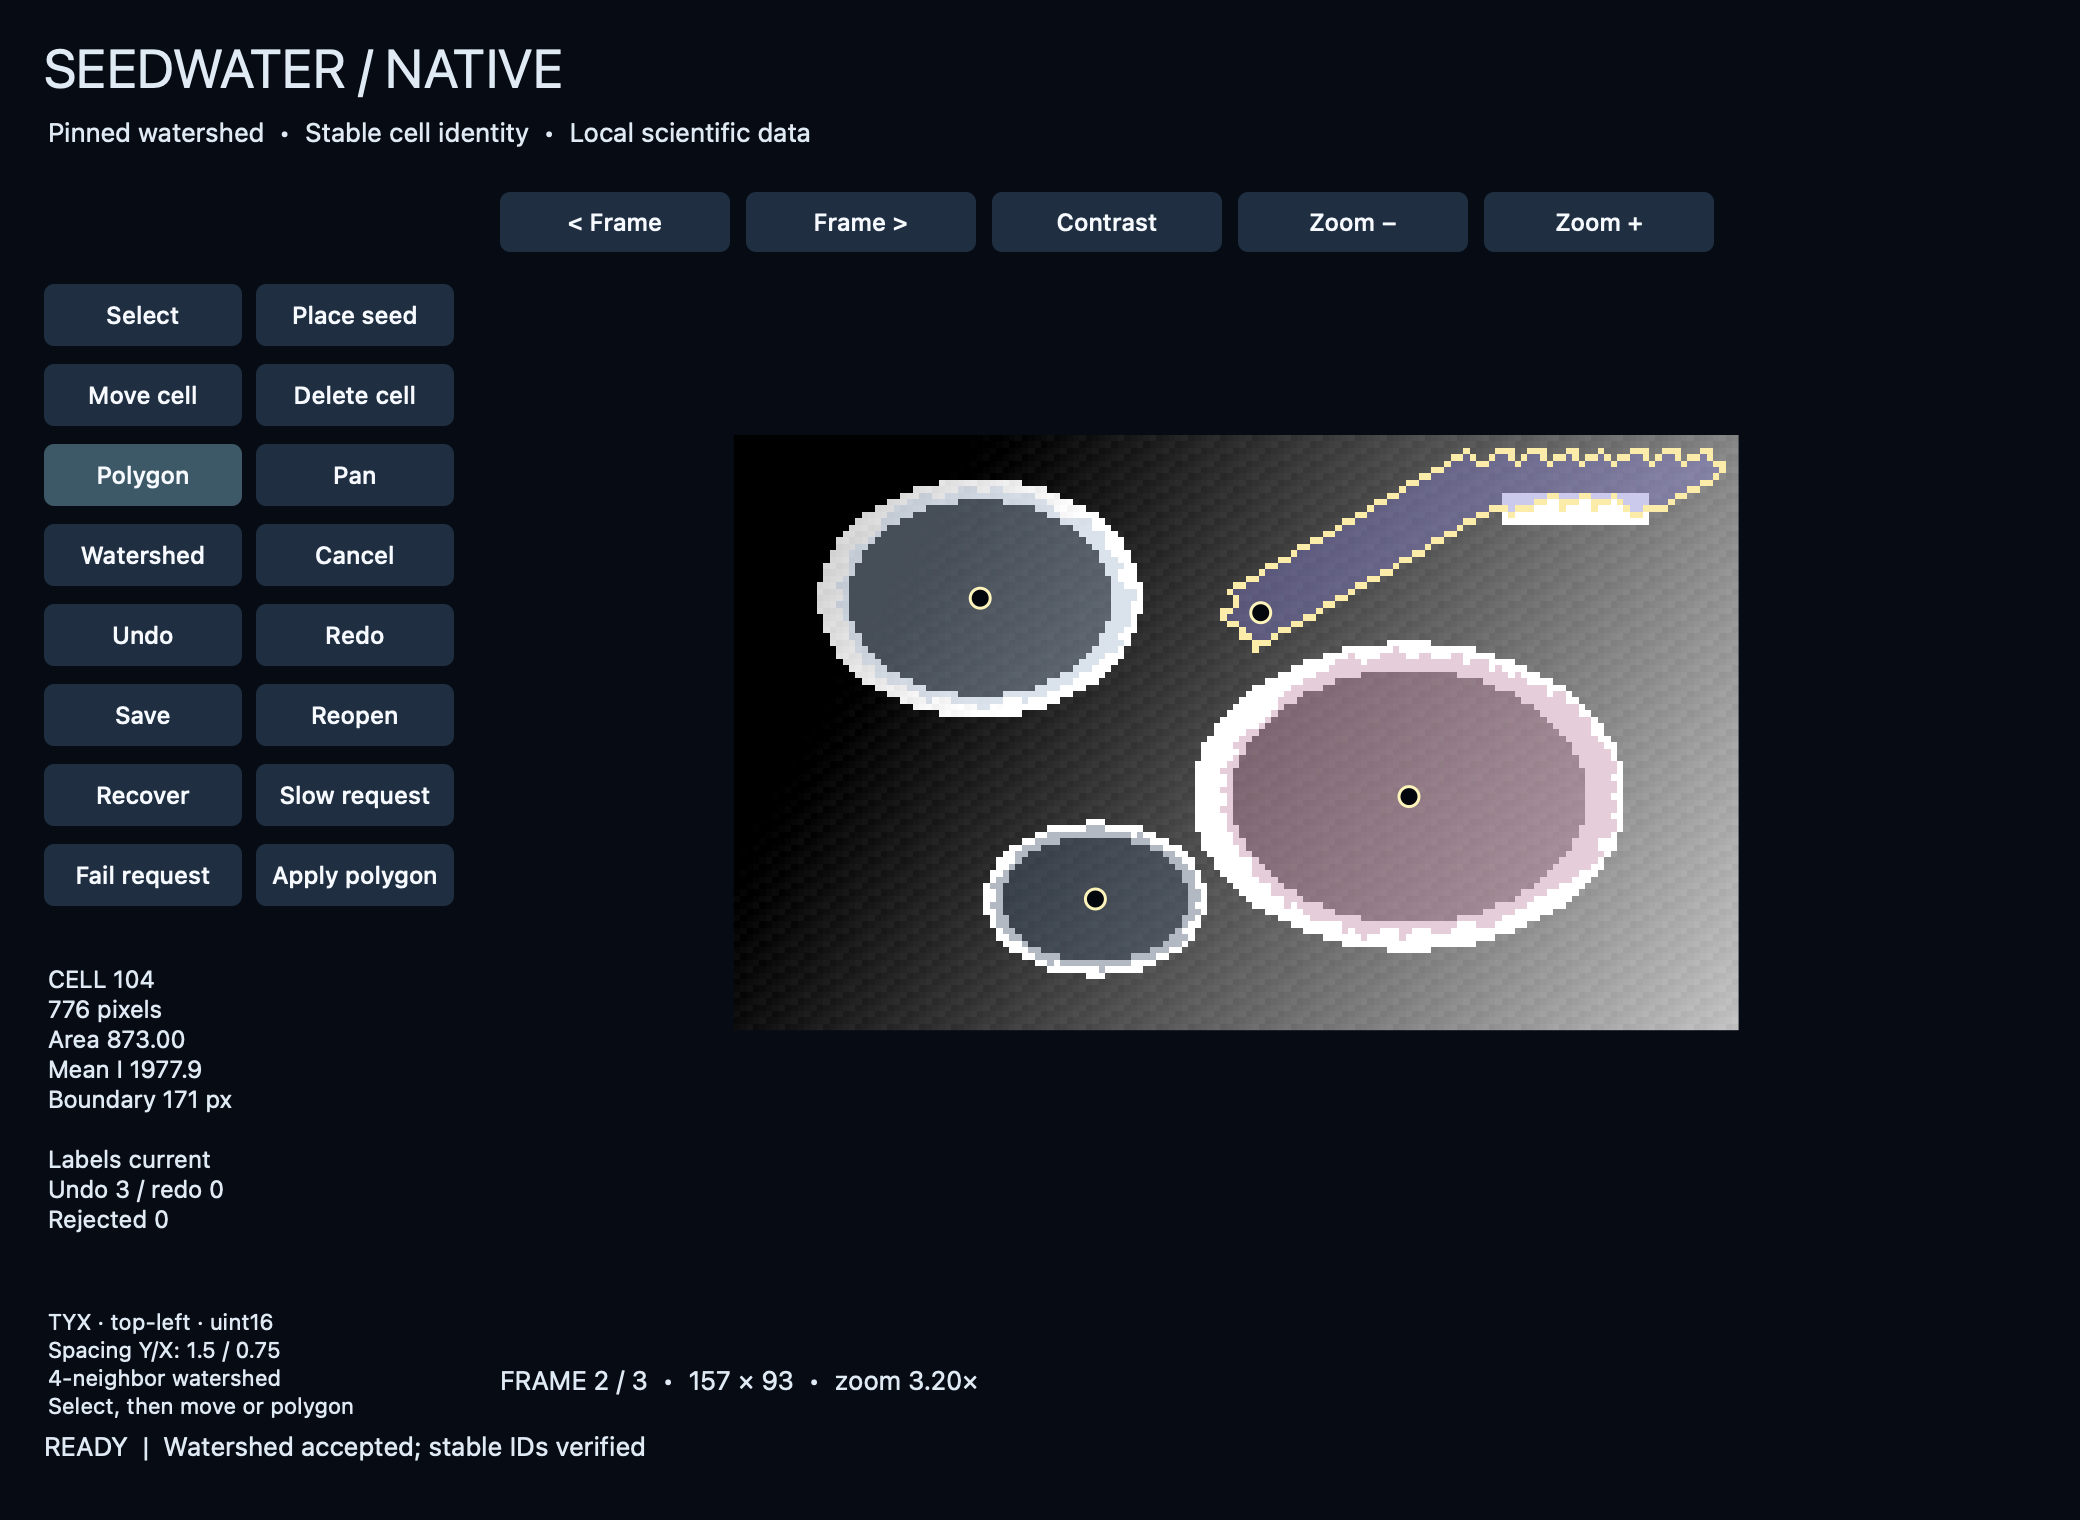 SEEDWATER / NATIVE
Pinned watershed • Stable cell identity • Local scientific data
< Frame
Frame >
Contrast
Zoom –
Zoom +
Select
Place seed
Move cell
Delete cell
Polygon
Pan
Watershed
Cancel
Undo
Redo
Save
Reopen
Recover
Slow request
Fail request
Apply polygon
CELL 104
776 pixels
Area 873.00
Mean I 1977.9
Boundary 171 px
Labels current
Undo 3 / redo 0
Rejected 0
TYX · top-left · uint16
Spacing Y/X: 1.5 / 0.75
4-neighbor watershed
Select, then move or polygon
FRAME 2 / 3 • 157 × 93 • zoom 3.20×
READY | Watershed accepted; stable IDs verified